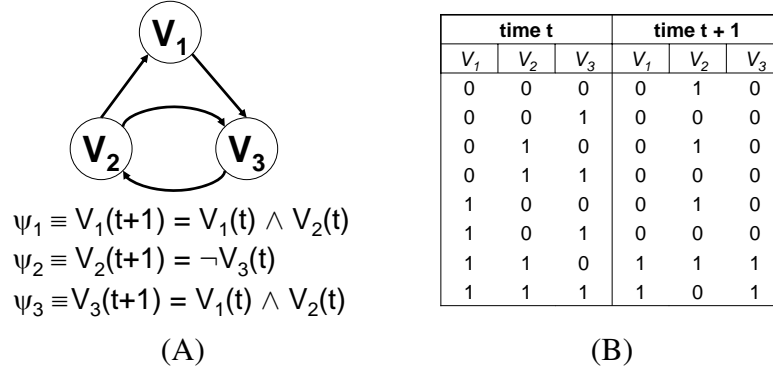 V₁
V₂ V₃
ψ₁ ≡ V₁(t+1) = V₁(t) ∧ V₂(t)
ψ₂ ≡ V₂(t+1) = ¬V₃(t)
ψ₃ ≡V₃(t+1) = V₁(t) ∧ V₂(t)
(A)
time t time t + 1
V₁ V₂ V₃ V₁ V₂ V₃
0 0 0 0 1 0
0 0 1 0 0 0
0 1 0 0 1 0
0 1 1 0 0 0
1 0 0 0 1 0
1 0 1 0 0 0
1 1 0 1 1 1
1 1 1 1 0 1
(B)